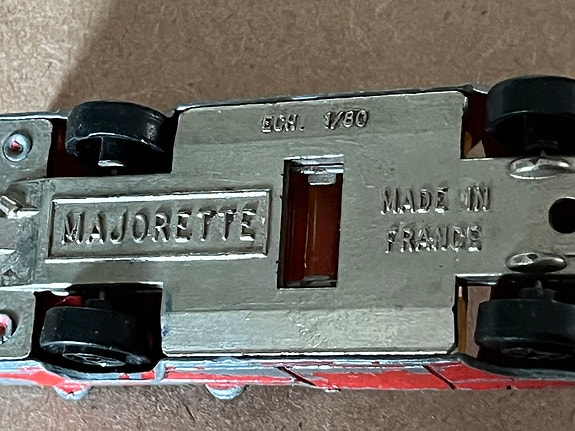 ECH. 1/80
MAJORETTE
MADE IN
FRANCE